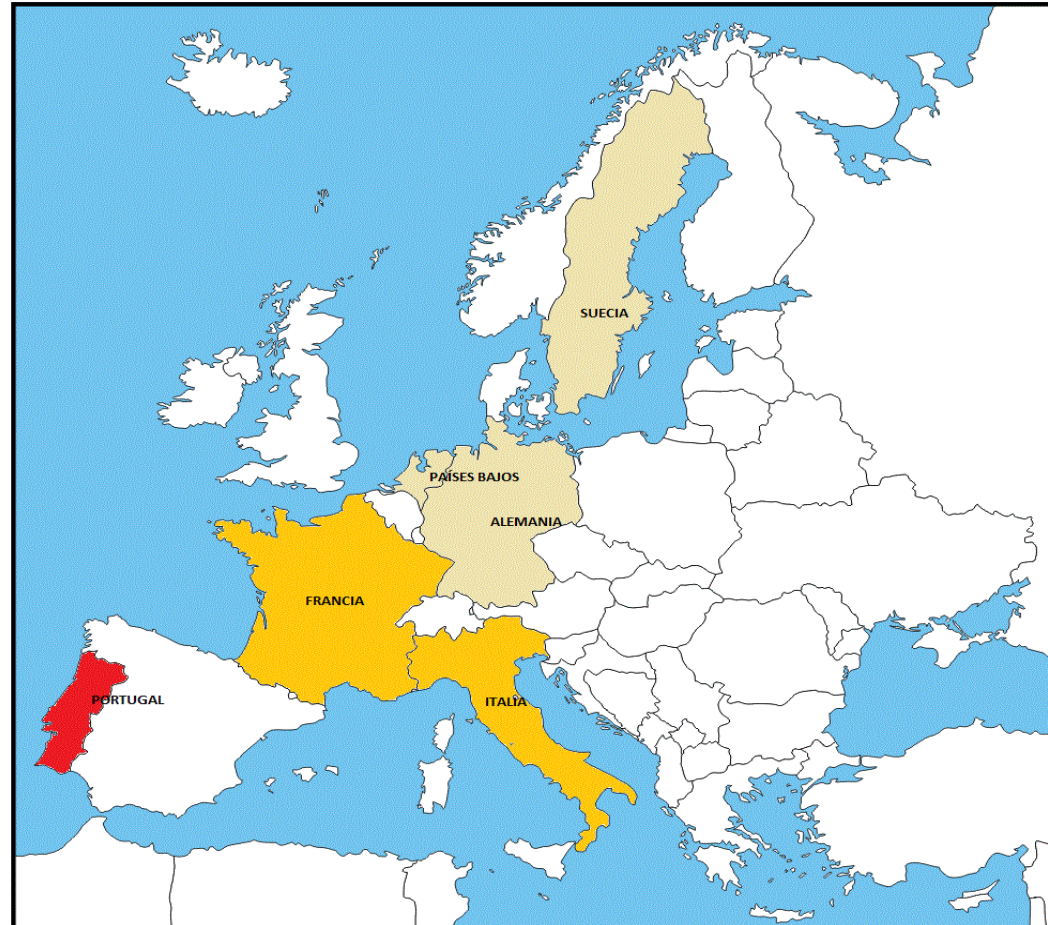 SUECIA
PAÍSES BAJOS
ALEMANIA
FRANCIA
PORTUGAL
ITALIA